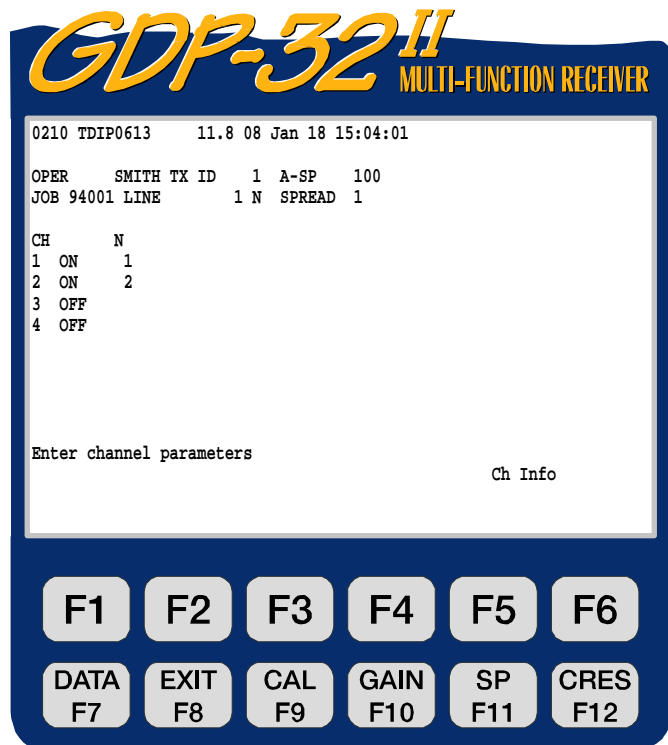 GDP-32 II
MULTI-FUNCTION RECEIVER
0210 TDIP0613 11.8 08 Jan 18 15:04:01
OPER SMITH TX ID 1 A-SP 100
JOB 94001 LINE 1 N SPREAD 1
CH N
1 ON 1
2 ON 2
3 OFF
4 OFF
Enter channel parameters
Ch Info
F1 F2 F3 F4 F5 F6
DATA EXIT CAL GAIN SP CRES
F7 F8 F9 F10 F11 F12